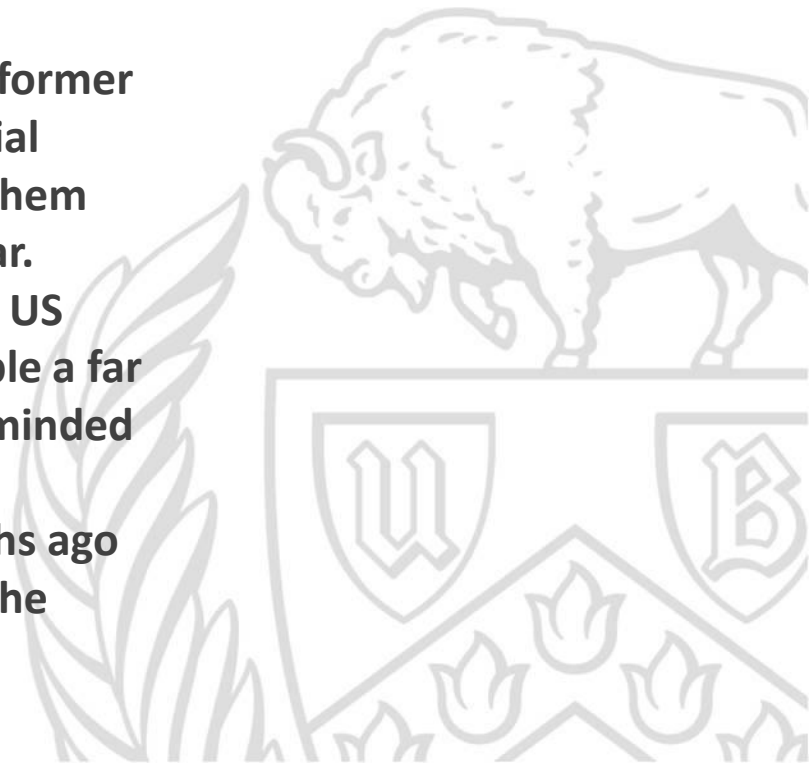 former
ial
hem
ar.
US
ble a far
minded
hs ago
he
U B